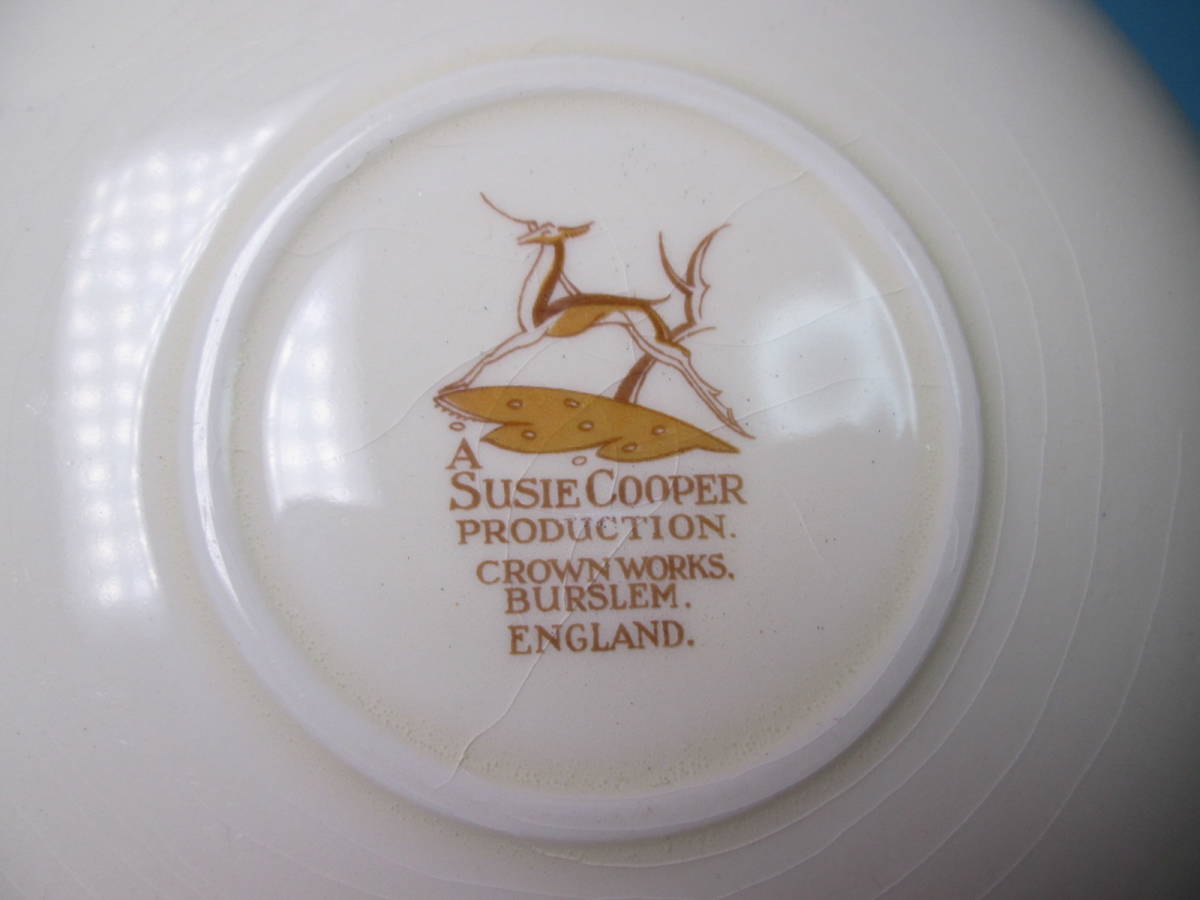 A
SUSIE COOPER
PRODUCTION.
CROWN WORKS.
BURSLEM.
ENGLAND.